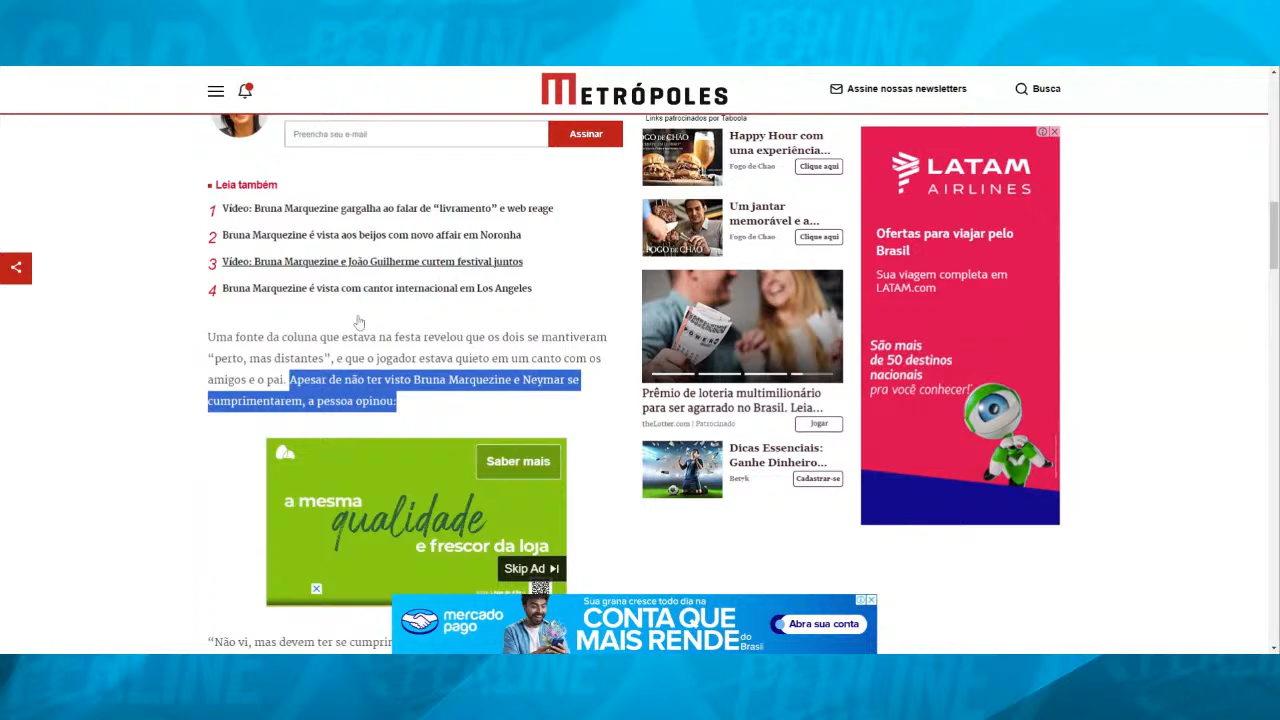 METRÓPOLES
Assine nossas newsletters
Busca
Preencha seu e-mail
Assinar
Leia também
1 Vídeo: Bruna Marquezine gargalha ao falar de “livramento” e web reage
2 Bruna Marquezine é vista aos beijos com novo affair em Noronha
3 Vídeo: Bruna Marquezine e João Guilherme curtem festival juntos
4 Bruna Marquezine é vista com cantor internacional em Los Angeles
Uma fonte da coluna que estava na festa revelou que os dois se mantiveram
“perto, mas distantes”, e que o jogador estava quieto em um canto com os
amigos e o pai. Apesar de não ter visto Bruna Marquezine e Neymar se
cumprimentarem, a pessoa opinou:
Saber mais
a mesma
qualidade
e frescor da loja
Skip Ad
“Não vi, mas devem ter se cumprir
Links patrocinados por Taboola
Happy Hour com
uma experiência...
Fogo de Chao
Clique aqui
Um jantar
memorável e a...
Fogo de Chao
Clique aqui
Prêmio de loteria multimilionário
para ser agarrado no Brasil. Leia...
theLotter.com | Patrocinado
Jogar
Dicas Essenciais:
Ganhe Dinheiro...
Bet7k
Cadastrar-se
LATAM
AIRLINES
Ofertas para viajar pelo
Brasil
Sua viagem completa em
LATAM.com
São mais
de 50 destinos
nacionais
pra você conhecer!
mercado
pago
Sua grana cresce todo dia na
CONTA QUE
MAIS RENDE do
Brasil
Abra sua conta